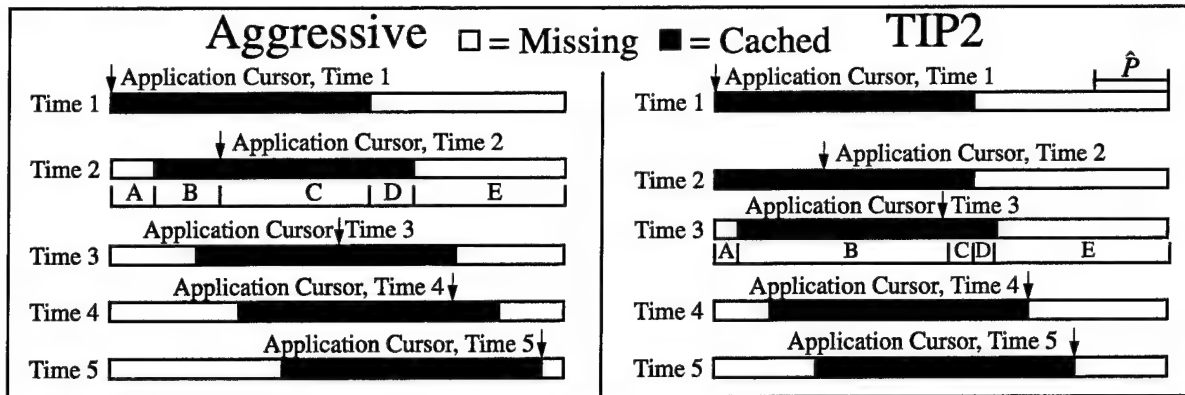 Aggressive □ = Missing ■ = Cached TIP2
Application Cursor, Time 1
Time 1
Application Cursor, Time 2
Time 2
A B C D E
Application Cursor Time 3
Time 3
Application Cursor, Time 4
Time 4
Application Cursor, Time 5
Time 5
P̂
Application Cursor, Time 1
Time 1
Application Cursor, Time 2
Time 2
Application Cursor Time 3
Time 3
A B C D E
Application Cursor, Time 4
Time 4
Application Cursor, Time 5
Time 5